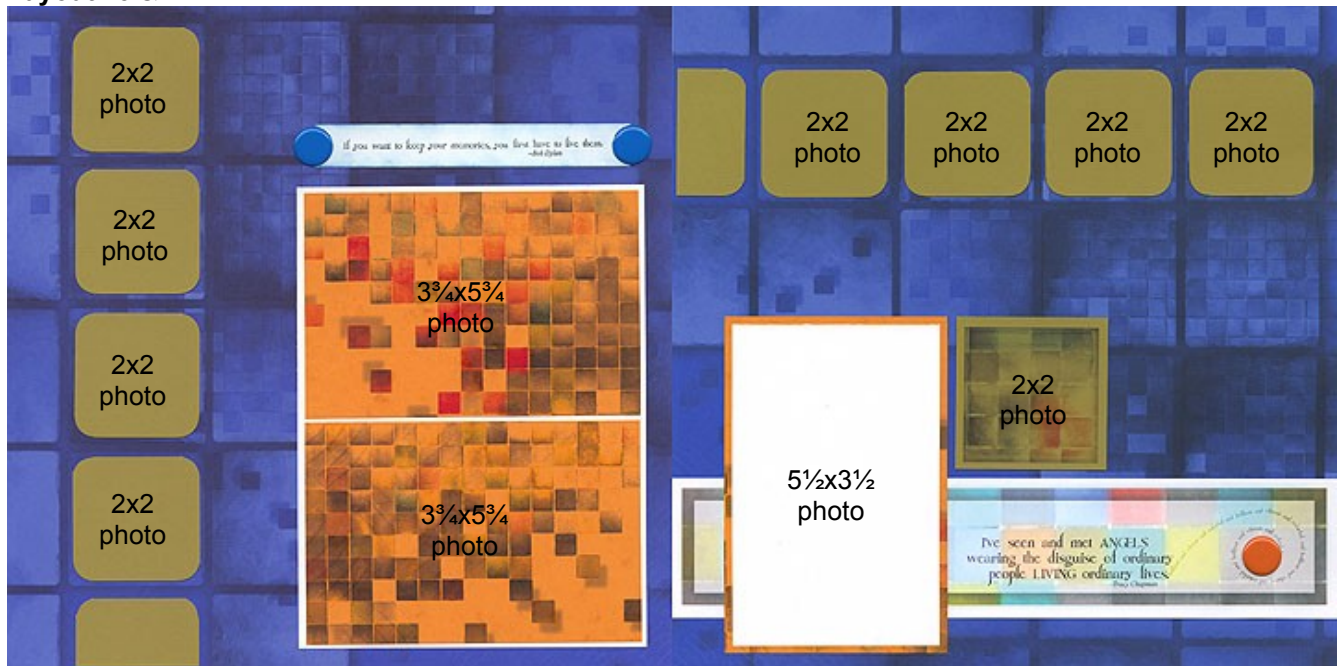 2x2
photo
2x2
photo
2x2
photo
2x2
photo
If you want to keep your memories, you first have to live them.
-Bob Dylan
3¾x5¾
photo
3¾x5¾
photo
2x2
photo
2x2
photo
2x2
photo
2x2
photo
2x2
photo
5½x3½
photo
I've seen and met ANGELS
wearing the disguise of ordinary
people LIVING ordinary lives.
-Tracy Chapman